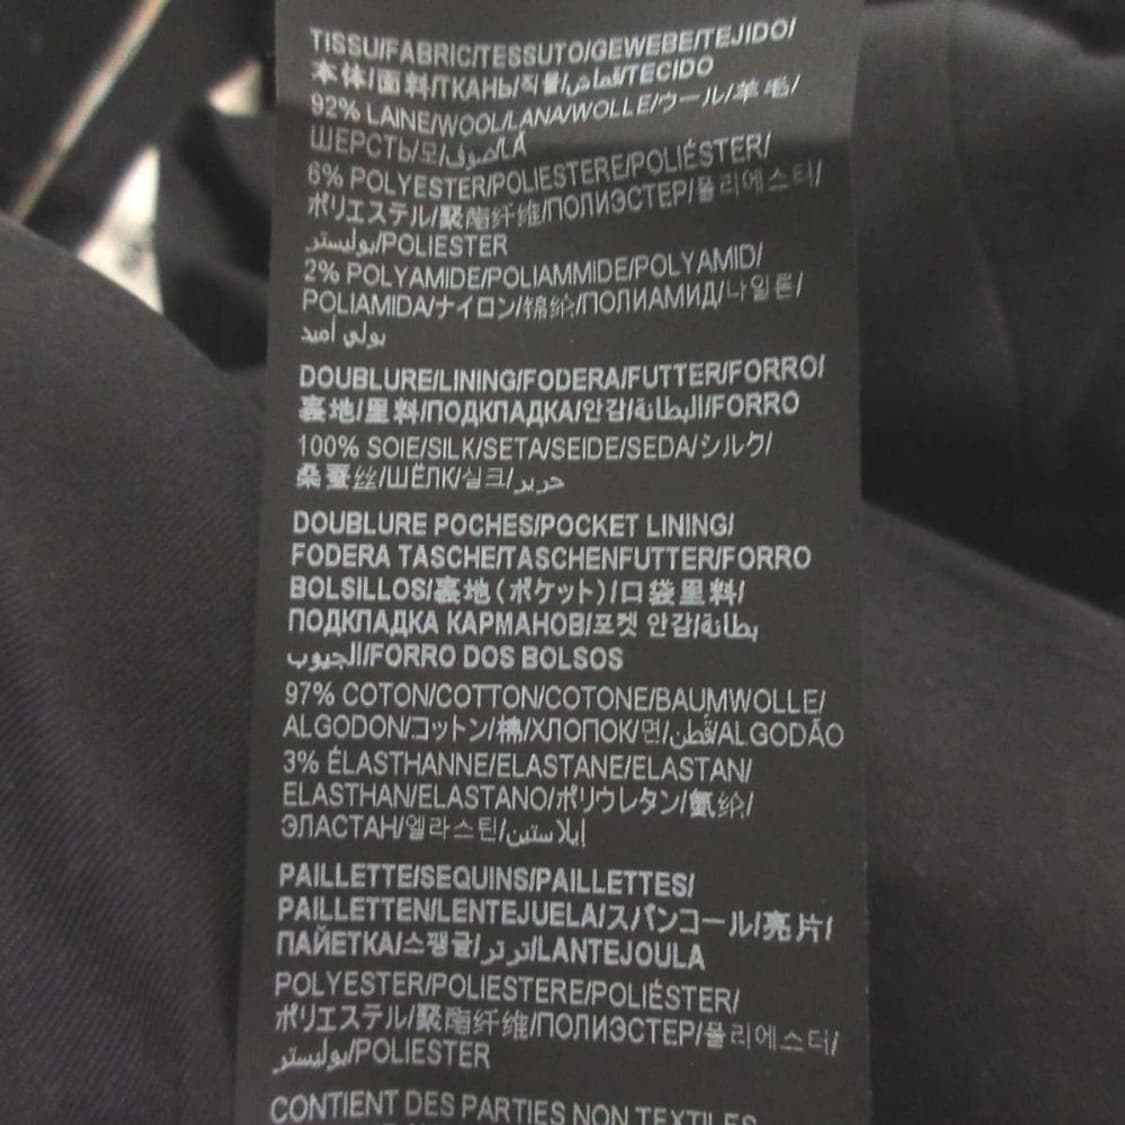 TISSU/FABRIC/TESSUTO/GEWEBE/TEJIDO/
本体/面料/ТКАНЬ/직물/قماش/TECIDO
92% LAINE/WOOL/LANA/WOLLE/ウール/羊毛/
ШЕРСТЬ/모/صوف/LÃ
6% POLYESTER/POLIESTERE/POLIÉSTER/
ポリエステル/聚酯纤维/ПОЛИЭСТЕР/폴리에스터/
بوليستر/POLIESTER
2% POLYAMIDE/POLIAMMIDE/POLYAMID/
POLIAMIDA/ナイロン/锦纶/ПОЛИАМИД/나일론/
بولي أميد
DOUBLURE/LINING/FODERA/FUTTER/FORRO/
裏地/里料/ПОДКЛАДКА/안감/البطانة/FORRO
100% SOIE/SILK/SETA/SEIDE/SEDA/シルク/
桑蚕丝/ШЁЛК/실크/حرير
DOUBLURE POCHES/POCKET LINING/
FODERA TASCHE/TASCHENFUTTER/FORRO
BOLSILLOS/裏地(ポケット)/口袋里料/
ПОДКЛАДКА КАРМАНОВ/포켓 안감/بطانة
الجيوب/FORRO DOS BOLSOS
97% COTON/COTTON/COTONE/BAUMWOLLE/
ALGODON/コットン/棉/ХЛОПОК/면/قطن/ALGODÃO
3% ÉLASTHANNE/ELASTANE/ELASTAN/
ELASTHAN/ELASTANO/ポリウレタン/氨纶/
ЭЛАСТАН/엘라스틴/إيلاستين
PAILLETTE/SEQUINS/PAILLETTES/
PAILLETTEN/LENTEJUELA/スパンコール/亮片/
ПАЙЕТКА/스팽글/ترتر/LANTEJOULA
POLYESTER/POLIESTERE/POLIÉSTER/
ポリエステル/聚酯纤维/ПОЛИЭСТЕР/폴리에스터/
بوليستر/POLIESTER
CONTIENT DES PARTIES NON TEXTILES